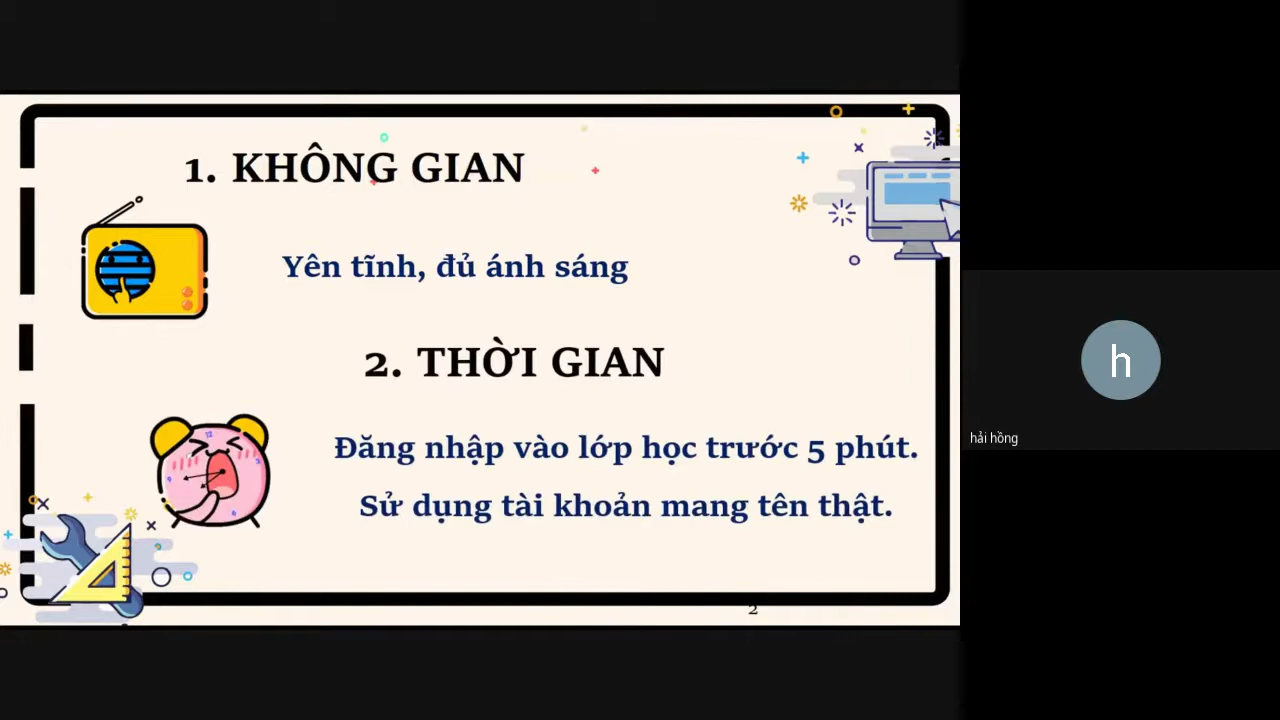 1. KHÔNG GIAN
Yên tĩnh, đủ ánh sáng
2. THỜI GIAN
Đăng nhập vào lớp học trước 5 phút.
Sử dụng tài khoản mang tên thật.
2
h
hải hồng